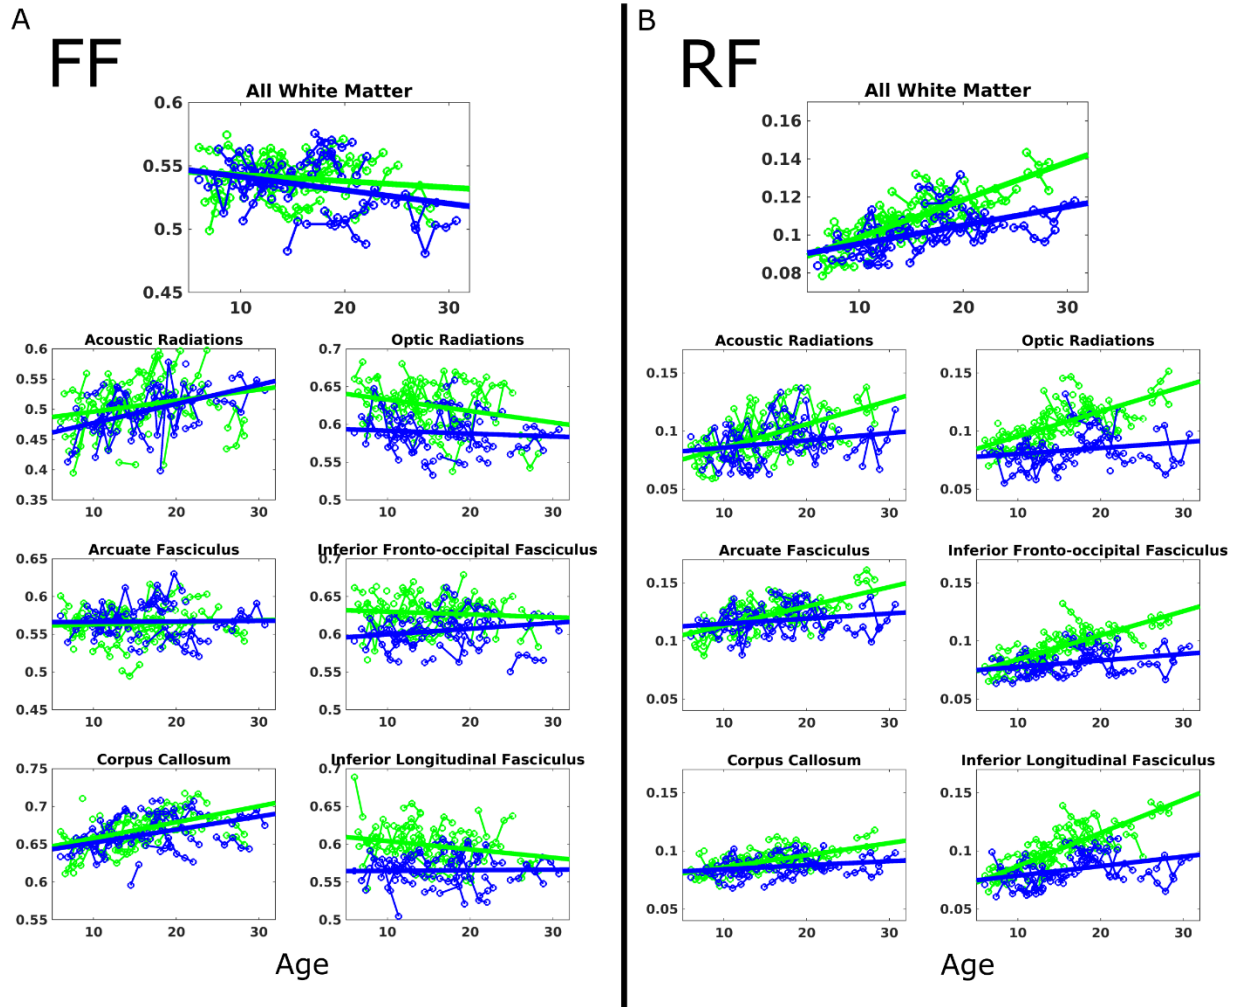 A
FF
All White Matter
0.6
0.55
0.5
0.45
10 20 30
Acoustic Radiations
0.6
0.55
0.5
0.45
0.4
0.35
10 20 30
Optic Radiations
0.7
0.65
0.6
0.55
0.5
10 20 30
Arcuate Fasciculus
0.65
0.6
0.55
0.5
0.45
10 20 30
Inferior Fronto-occipital Fasciculus
0.7
0.65
0.6
0.55
0.5
10 20 30
Corpus Callosum
0.75
0.7
0.65
0.6
0.55
10 20 30
Inferior Longitudinal Fasciculus
0.7
0.65
0.6
0.55
0.5
10 20 30
Age
B
RF
All White Matter
0.16
0.14
0.12
0.1
0.08
10 20 30
Acoustic Radiations
0.15
0.1
0.05
10 20 30
Optic Radiations
0.15
0.1
0.05
10 20 30
Arcuate Fasciculus
0.15
0.1
0.05
10 20 30
Inferior Fronto-occipital Fasciculus
0.15
0.1
0.05
10 20 30
Corpus Callosum
0.15
0.1
0.05
10 20 30
Inferior Longitudinal Fasciculus
0.15
0.1
0.05
10 20 30
Age